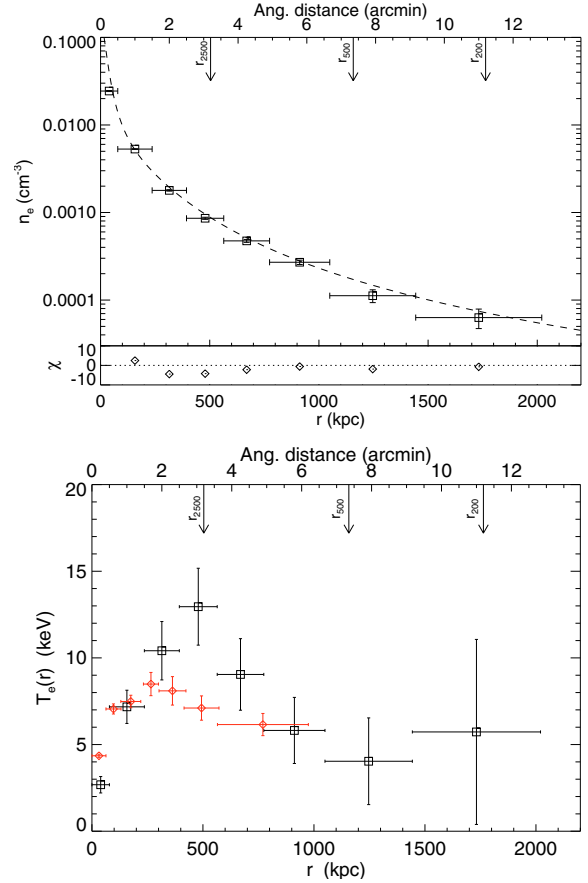 Ang. distance (arcmin)
0 2 4 6 8 10 12
r2500 r500 r200
0.1000
0.0100
0.0010
0.0001
n_e (cm⁻³)
10
0
-10
χ
0 500 1000 1500 2000
r (kpc)
Ang. distance (arcmin)
0 2 4 6 8 10 12
r2500 r500 r200
20
15
10
5
0
T_e(r) (keV)
0 500 1000 1500 2000
r (kpc)